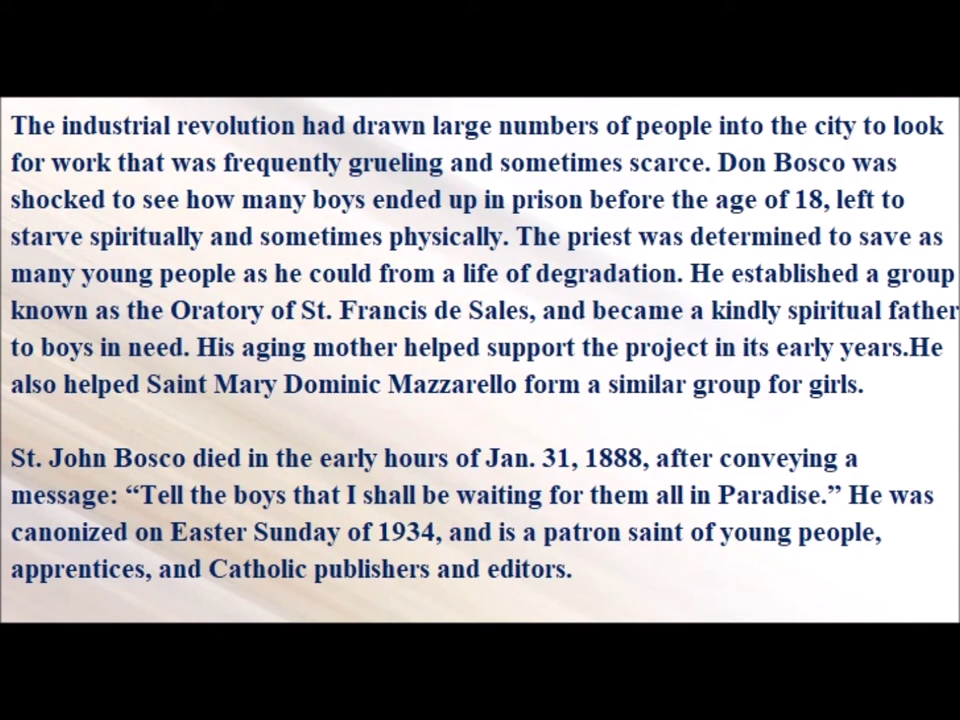 The industrial revolution had drawn large numbers of people into the city to look
for work that was frequently grueling and sometimes scarce. Don Bosco was
shocked to see how many boys ended up in prison before the age of 18, left to
starve spiritually and sometimes physically. The priest was determined to save as
many young people as he could from a life of degradation. He established a group
known as the Oratory of St. Francis de Sales, and became a kindly spiritual father
to boys in need. His aging mother helped support the project in its early years.He
also helped Saint Mary Dominic Mazzarello form a similar group for girls.
St. John Bosco died in the early hours of Jan. 31, 1888, after conveying a
message: “Tell the boys that I shall be waiting for them all in Paradise.” He was
canonized on Easter Sunday of 1934, and is a patron saint of young people,
apprentices, and Catholic publishers and editors.